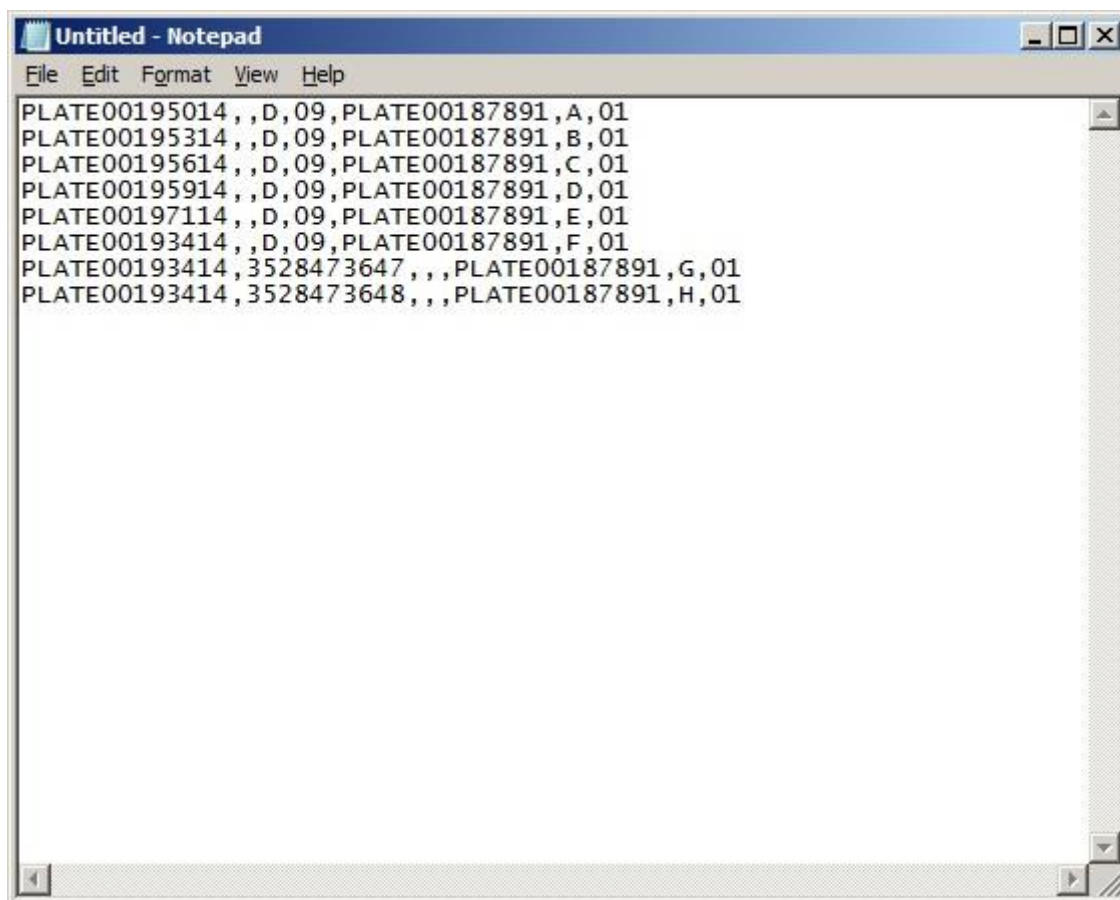 Untitled - Notepad
File Edit Format View Help
PLATE00195014,,D,09,PLATE00187891,A,01
PLATE00195314,,D,09,PLATE00187891,B,01
PLATE00195614,,D,09,PLATE00187891,C,01
PLATE00195914,,D,09,PLATE00187891,D,01
PLATE00197114,,D,09,PLATE00187891,E,01
PLATE00193414,,D,09,PLATE00187891,F,01
PLATE00193414,3528473647,,,PLATE00187891,G,01
PLATE00193414,3528473648,,,PLATE00187891,H,01